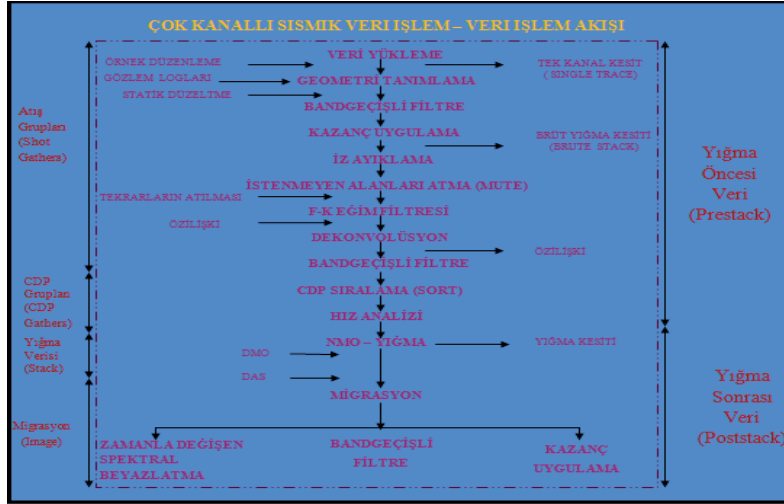 ÇOK KANALLI SISMIK VERI IŞLEM – VERI IŞLEM AKIŞI
VERİ YÜKLEME
ÖRNEK DÜZENLEME
TEK KANAL KESİT
( SINGLE TRACE)
GÖZLEM LOGLARI
GEOMETRİ TANIMLAMA
STATİK DÜZELTME
BANDGEÇİŞLİ FİLTRE
Atış
Grupları
(Shot
Gathers)
KAZANÇ UYGULAMA
BRÜT YIĞMA KESİTİ
(BRUTE STACK)
İZ AYIKLAMA
Yığma
Öncesi
Veri
(Prestack)
İSTENMEYEN ALANLARI ATMA (MUTE)
TEKRARLARIN ATILMASI
F-K EĞİM FİLTRESİ
ÖZİLİŞKİ
DEKONVOLÜSYON
ÖZİLİŞKİ
BANDGEÇİŞLİ FİLTRE
CDP
Grupları
(CDP
Gathers)
CDP SIRALAMA (SORT)
HIZ ANALİZİ
Yığma
Verisi
(Stack)
NMO – YIĞMA
YIĞMA KESİTİ
DMO
DAS
MİGRASYON
Yığma
Sonrası
Veri
(Poststack)
Migrasyon
(Image)
ZAMANLA DEĞİŞEN
SPEKTRAL
BEYAZLATMA
BANDGEÇİŞLİ
FİLTRE
KAZANÇ
UYGULAMA